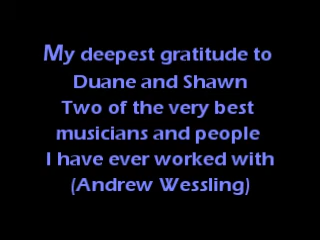 My deepest gratitude to
Duane and Shawn
Two of the very best
musicians and people
I have ever worked with
(Andrew Wessling)